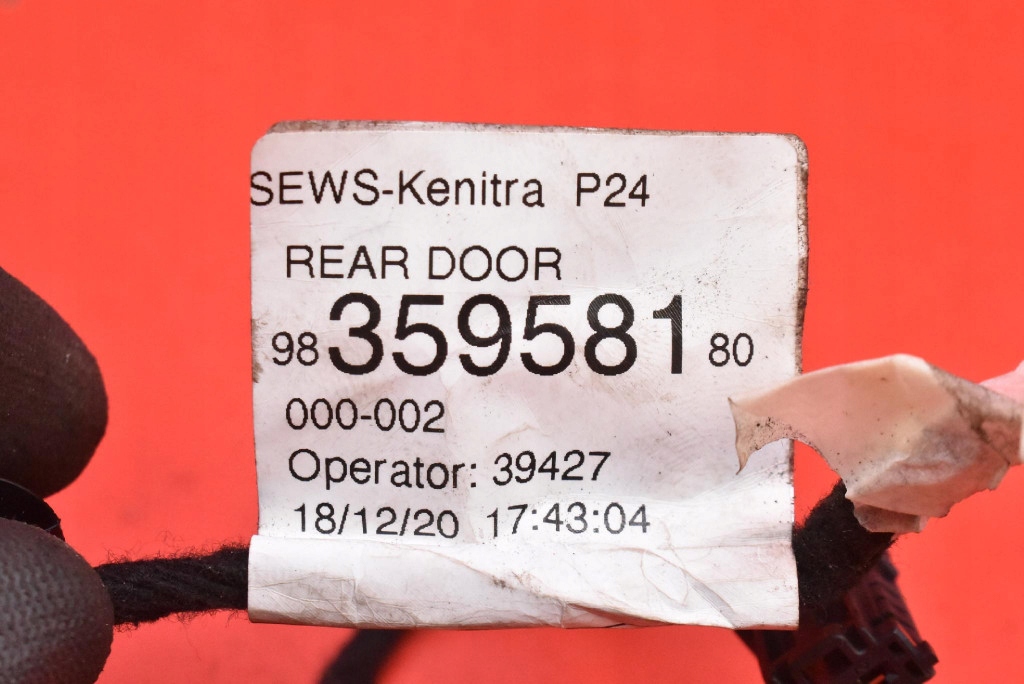 SEWS-Kenitra P24
REAR DOOR
98 359581 80
000-002
Operator: 39427
18/12/20 17:43:04